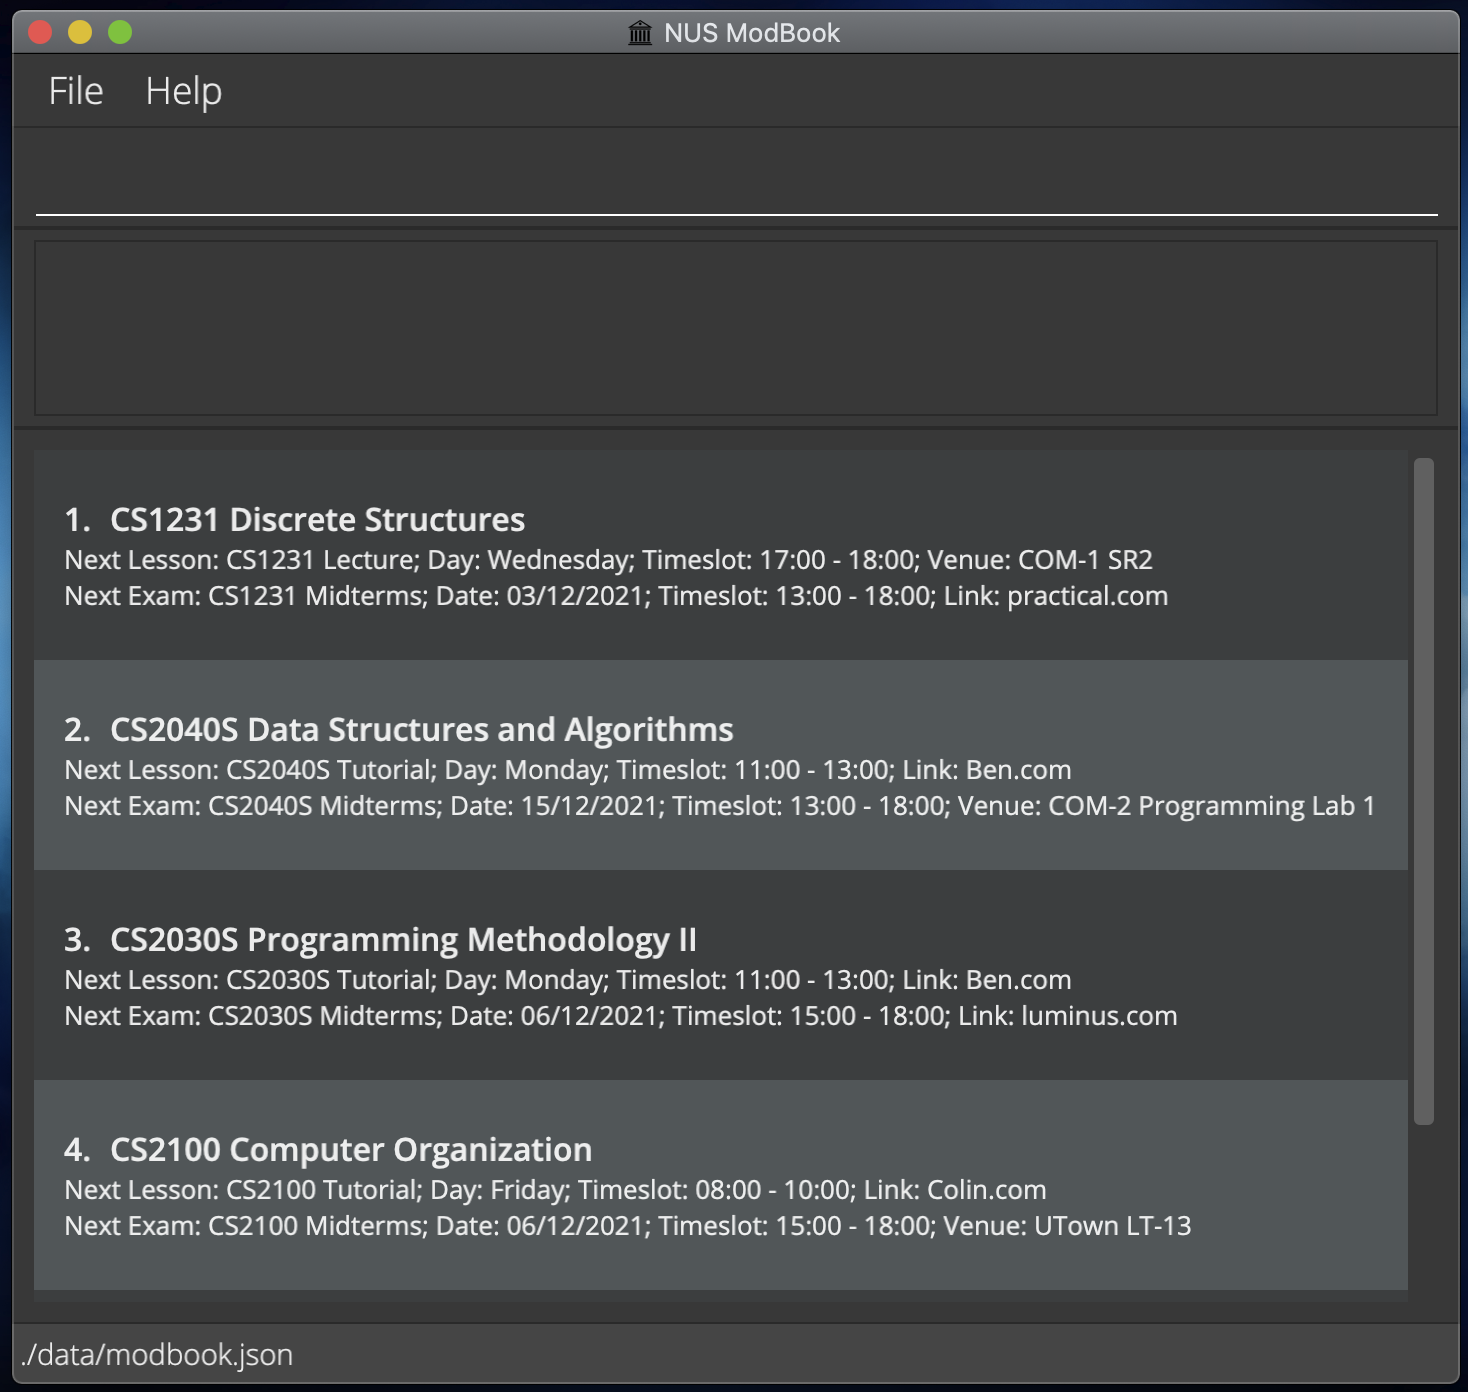 NUS ModBook
File Help
1. CS1231 Discrete Structures
Next Lesson: CS1231 Lecture; Day: Wednesday; Timeslot: 17:00 - 18:00; Venue: COM-1 SR2
Next Exam: CS1231 Midterms; Date: 03/12/2021; Timeslot: 13:00 - 18:00; Link: practical.com
2. CS2040S Data Structures and Algorithms
Next Lesson: CS2040S Tutorial; Day: Monday; Timeslot: 11:00 - 13:00; Link: Ben.com
Next Exam: CS2040S Midterms; Date: 15/12/2021; Timeslot: 13:00 - 18:00; Venue: COM-2 Programming Lab 1
3. CS2030S Programming Methodology II
Next Lesson: CS2030S Tutorial; Day: Monday; Timeslot: 11:00 - 13:00; Link: Ben.com
Next Exam: CS2030S Midterms; Date: 06/12/2021; Timeslot: 15:00 - 18:00; Link: luminus.com
4. CS2100 Computer Organization
Next Lesson: CS2100 Tutorial; Day: Friday; Timeslot: 08:00 - 10:00; Link: Colin.com
Next Exam: CS2100 Midterms; Date: 06/12/2021; Timeslot: 15:00 - 18:00; Venue: UTown LT-13
./data/modbook.json